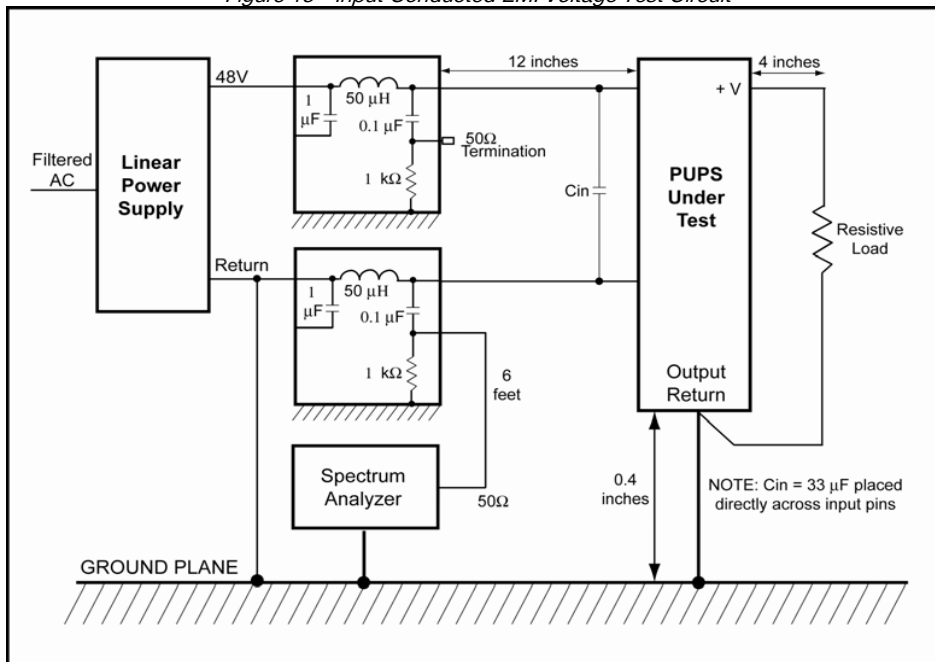 Figure 13 - Input Conducted EMI Voltage Test Circuit
48V
1
µF
50 µH
0.1 µF
50Ω
Termination
1 kΩ
12 inches
4 inches
+ V
Filtered
AC
Linear
Power
Supply
Cin
PUPS
Under
Test
Resistive
Load
Return
1
µF
50 µH
0.1 µF
1 kΩ
6
feet
Output
Return
Spectrum
Analyzer
50Ω
0.4
inches
NOTE: Cin = 33 µF placed
directly across input pins
GROUND PLANE